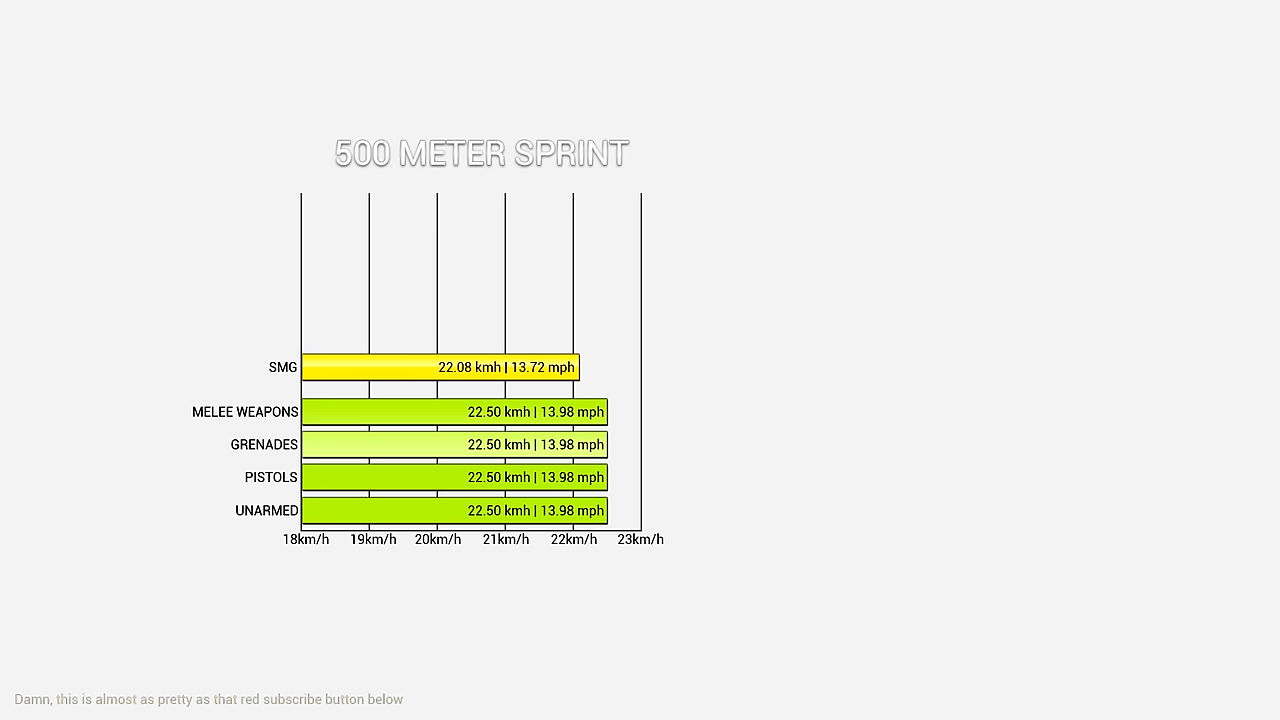 500 METER SPRINT
SMG 22.08 kmh | 13.72 mph
MELEE WEAPONS 22.50 kmh | 13.98 mph
GRENADES 22.50 kmh | 13.98 mph
PISTOLS 22.50 kmh | 13.98 mph
UNARMED 22.50 kmh | 13.98 mph
18km/h 19km/h 20km/h 21km/h 22km/h 23km/h
Damn, this is almost as pretty as that red subscribe button below